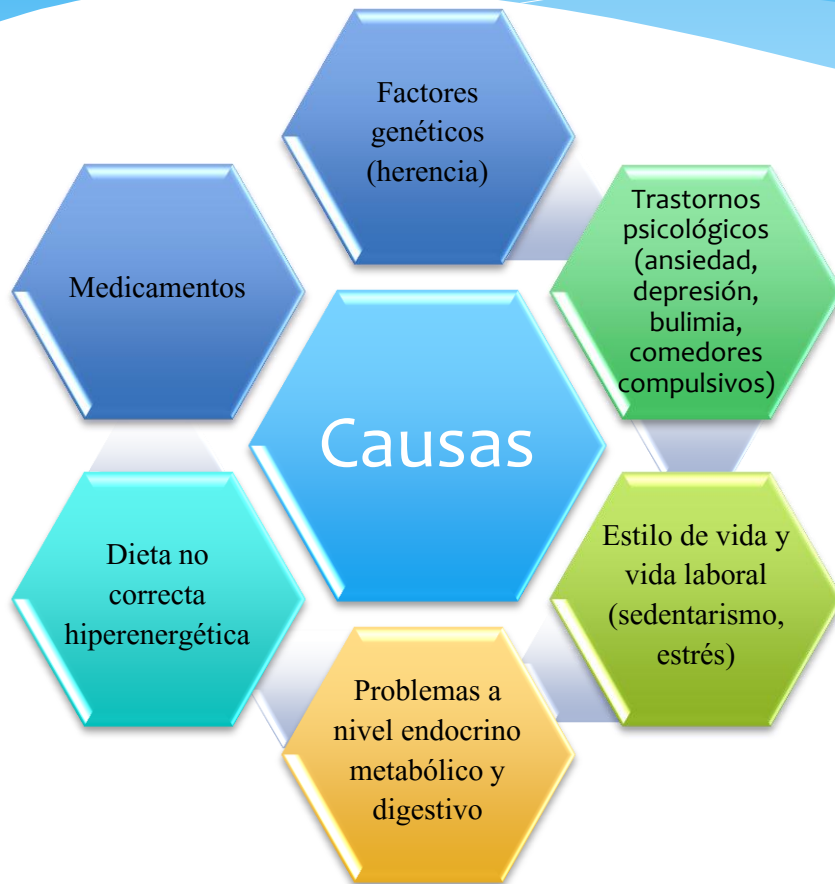 Factores
genéticos
(herencia)
Trastornos
psicológicos
(ansiedad,
depresión,
bulimia,
comedores
compulsivos)
Medicamentos
Causas
Estilo de vida y
vida laboral
(sedentarismo,
estrés)
Dieta no
correcta
hiperenergética
Problemas a
nivel endocrino
metabólico y
digestivo